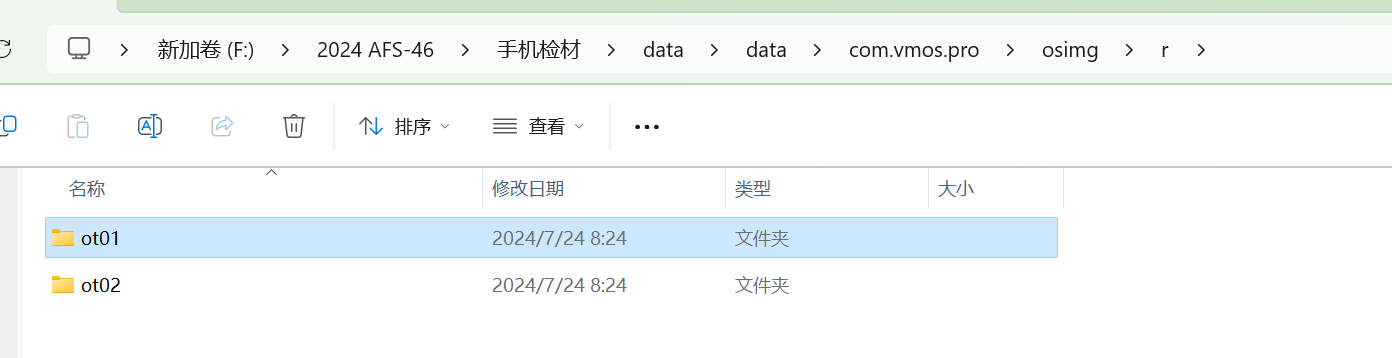 新加卷 (F:) > 2024 AFS-46 > 手机检材 > data > data > com.vmos.pro > osimg > r >
排序 查看
名称 修改日期 类型 大小
ot01 2024/7/24 8:24 文件夹
ot02 2024/7/24 8:24 文件夹